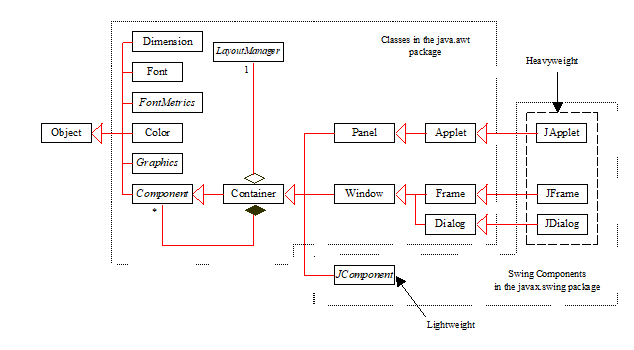 Dimension
LayoutManager
Classes in the java.awt
package
Font
1
Heavyweight
FontMetrics
Object
Color
Panel
Applet
JApplet
Graphics
Component
Container
Window
Frame
JFrame
*
Dialog
JDialog
JComponent
Swing Components
in the javax.swing package
Lightweight